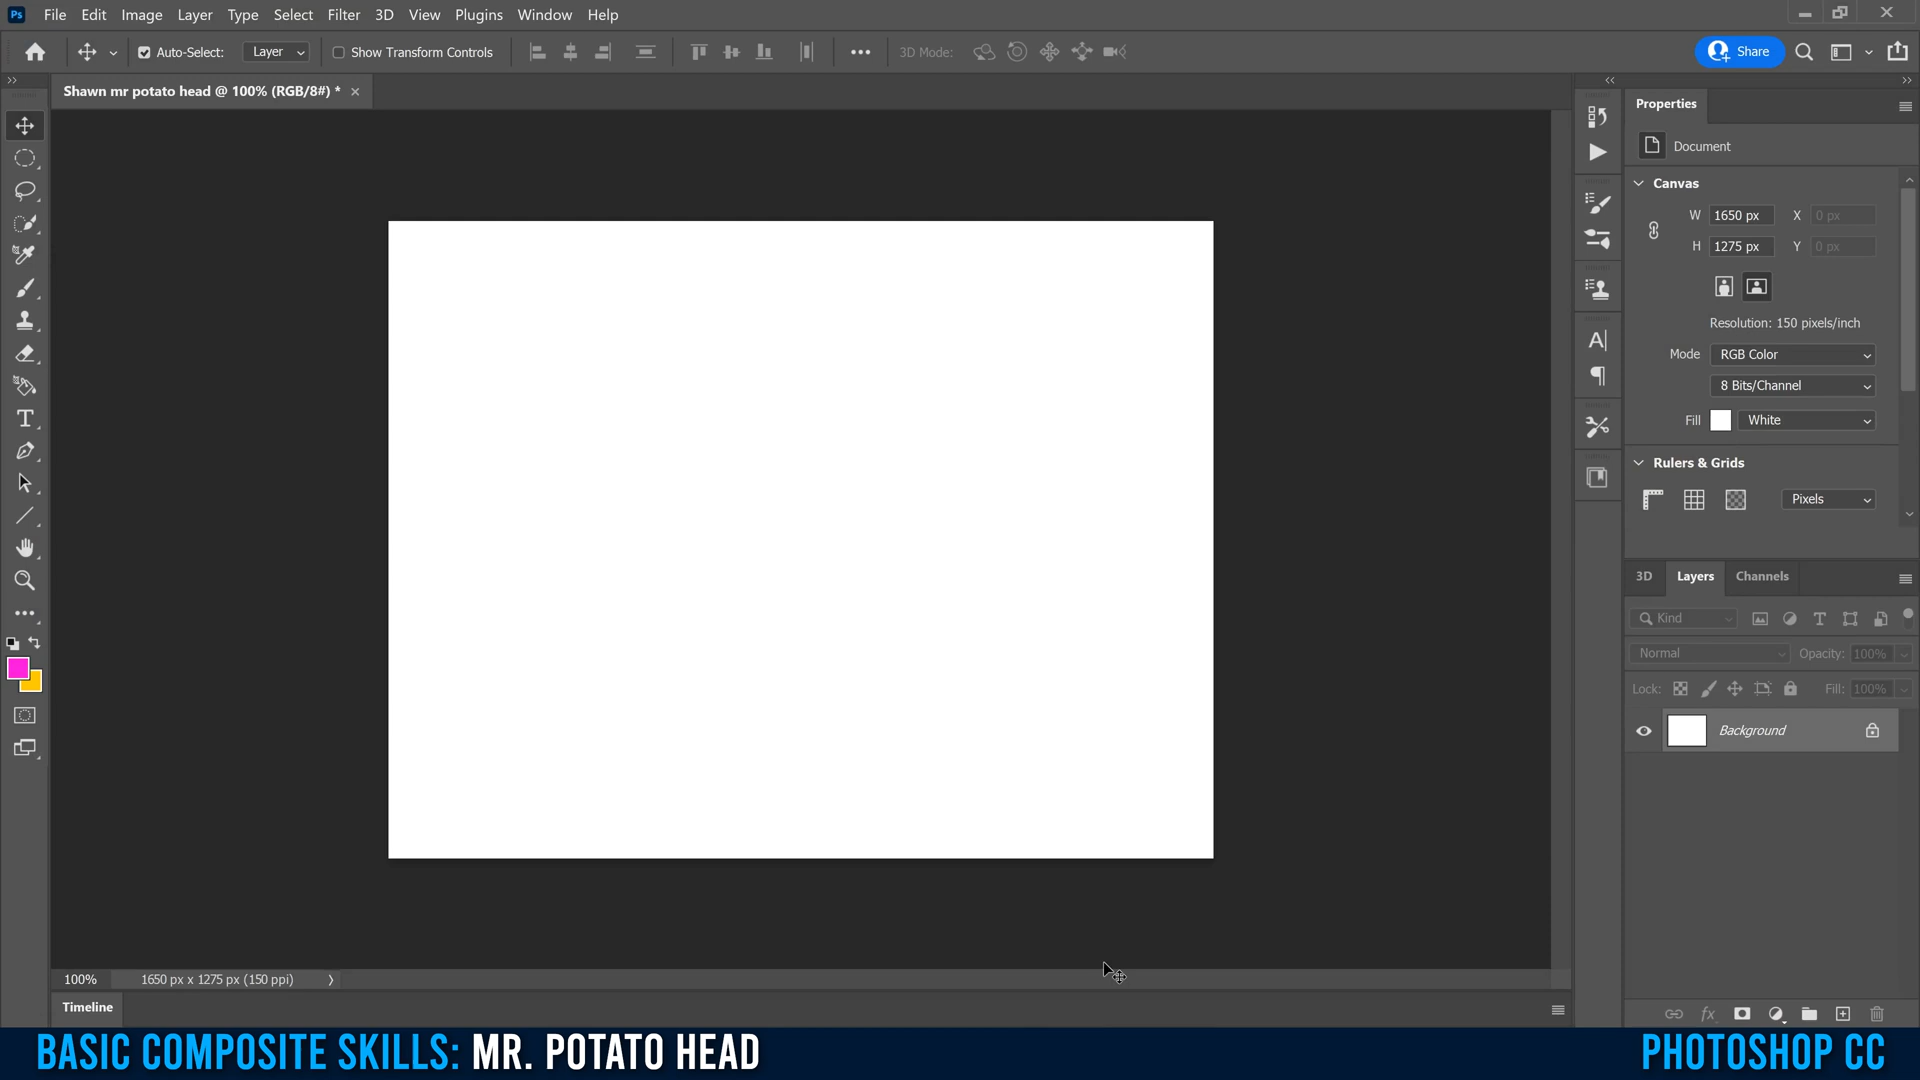 Ps File Edit Image Layer Type Select Filter 3D View Plugins Window Help
Auto-Select: Layer Show Transform Controls 3D Mode: Share
Shawn mr potato head @ 100% (RGB/8#) *
Properties
Document
Canvas
W 1650 px X 0 px
H 1275 px Y 0 px
Resolution: 150 pixels/inch
Mode RGB Color
8 Bits/Channel
Fill White
Rulers & Grids
Pixels
3D Layers Channels
Kind
Normal Opacity: 100%
Lock: Fill: 100%
Background
100% 1650 px x 1275 px (150 ppi)
Timeline
BASIC COMPOSITE SKILLS: MR. POTATO HEAD
PHOTOSHOP CC